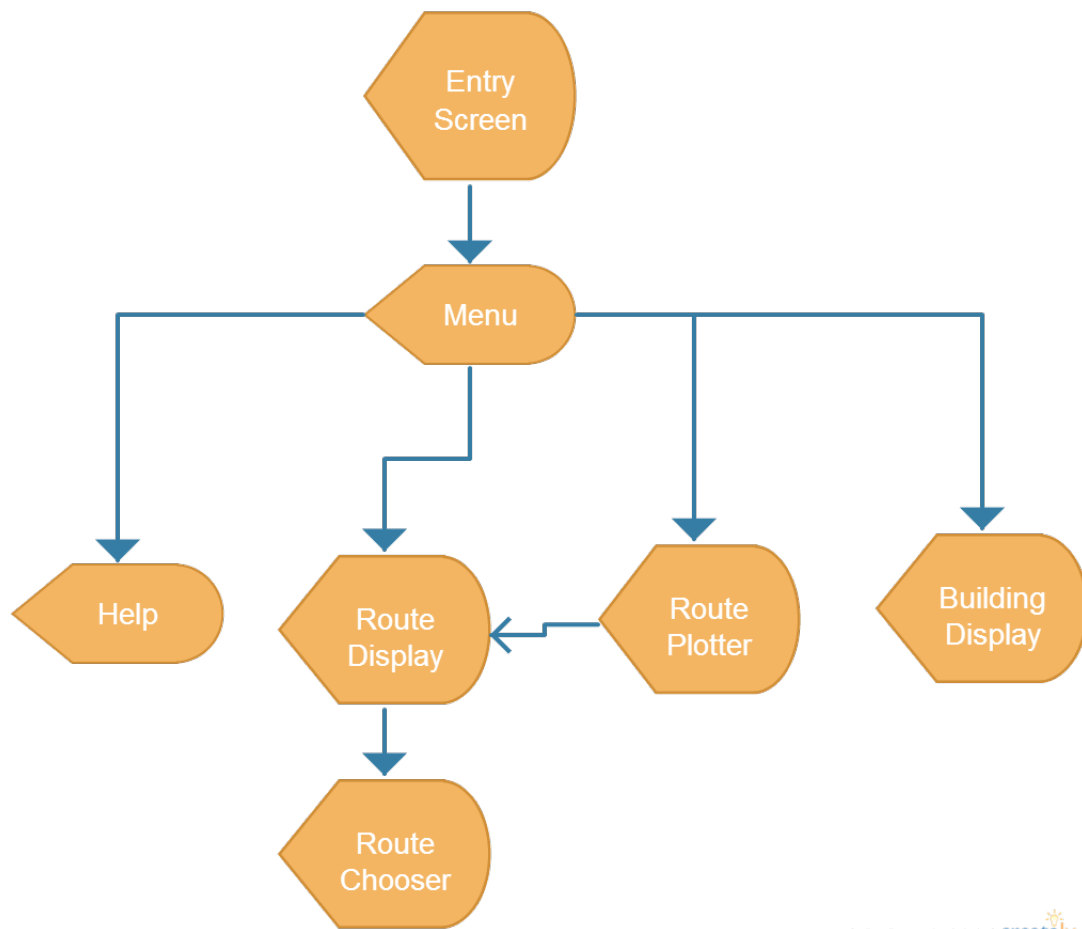 Entry
Screen
Menu
Help
Route
Display
Route
Plotter
Building
Display
Route
Chooser